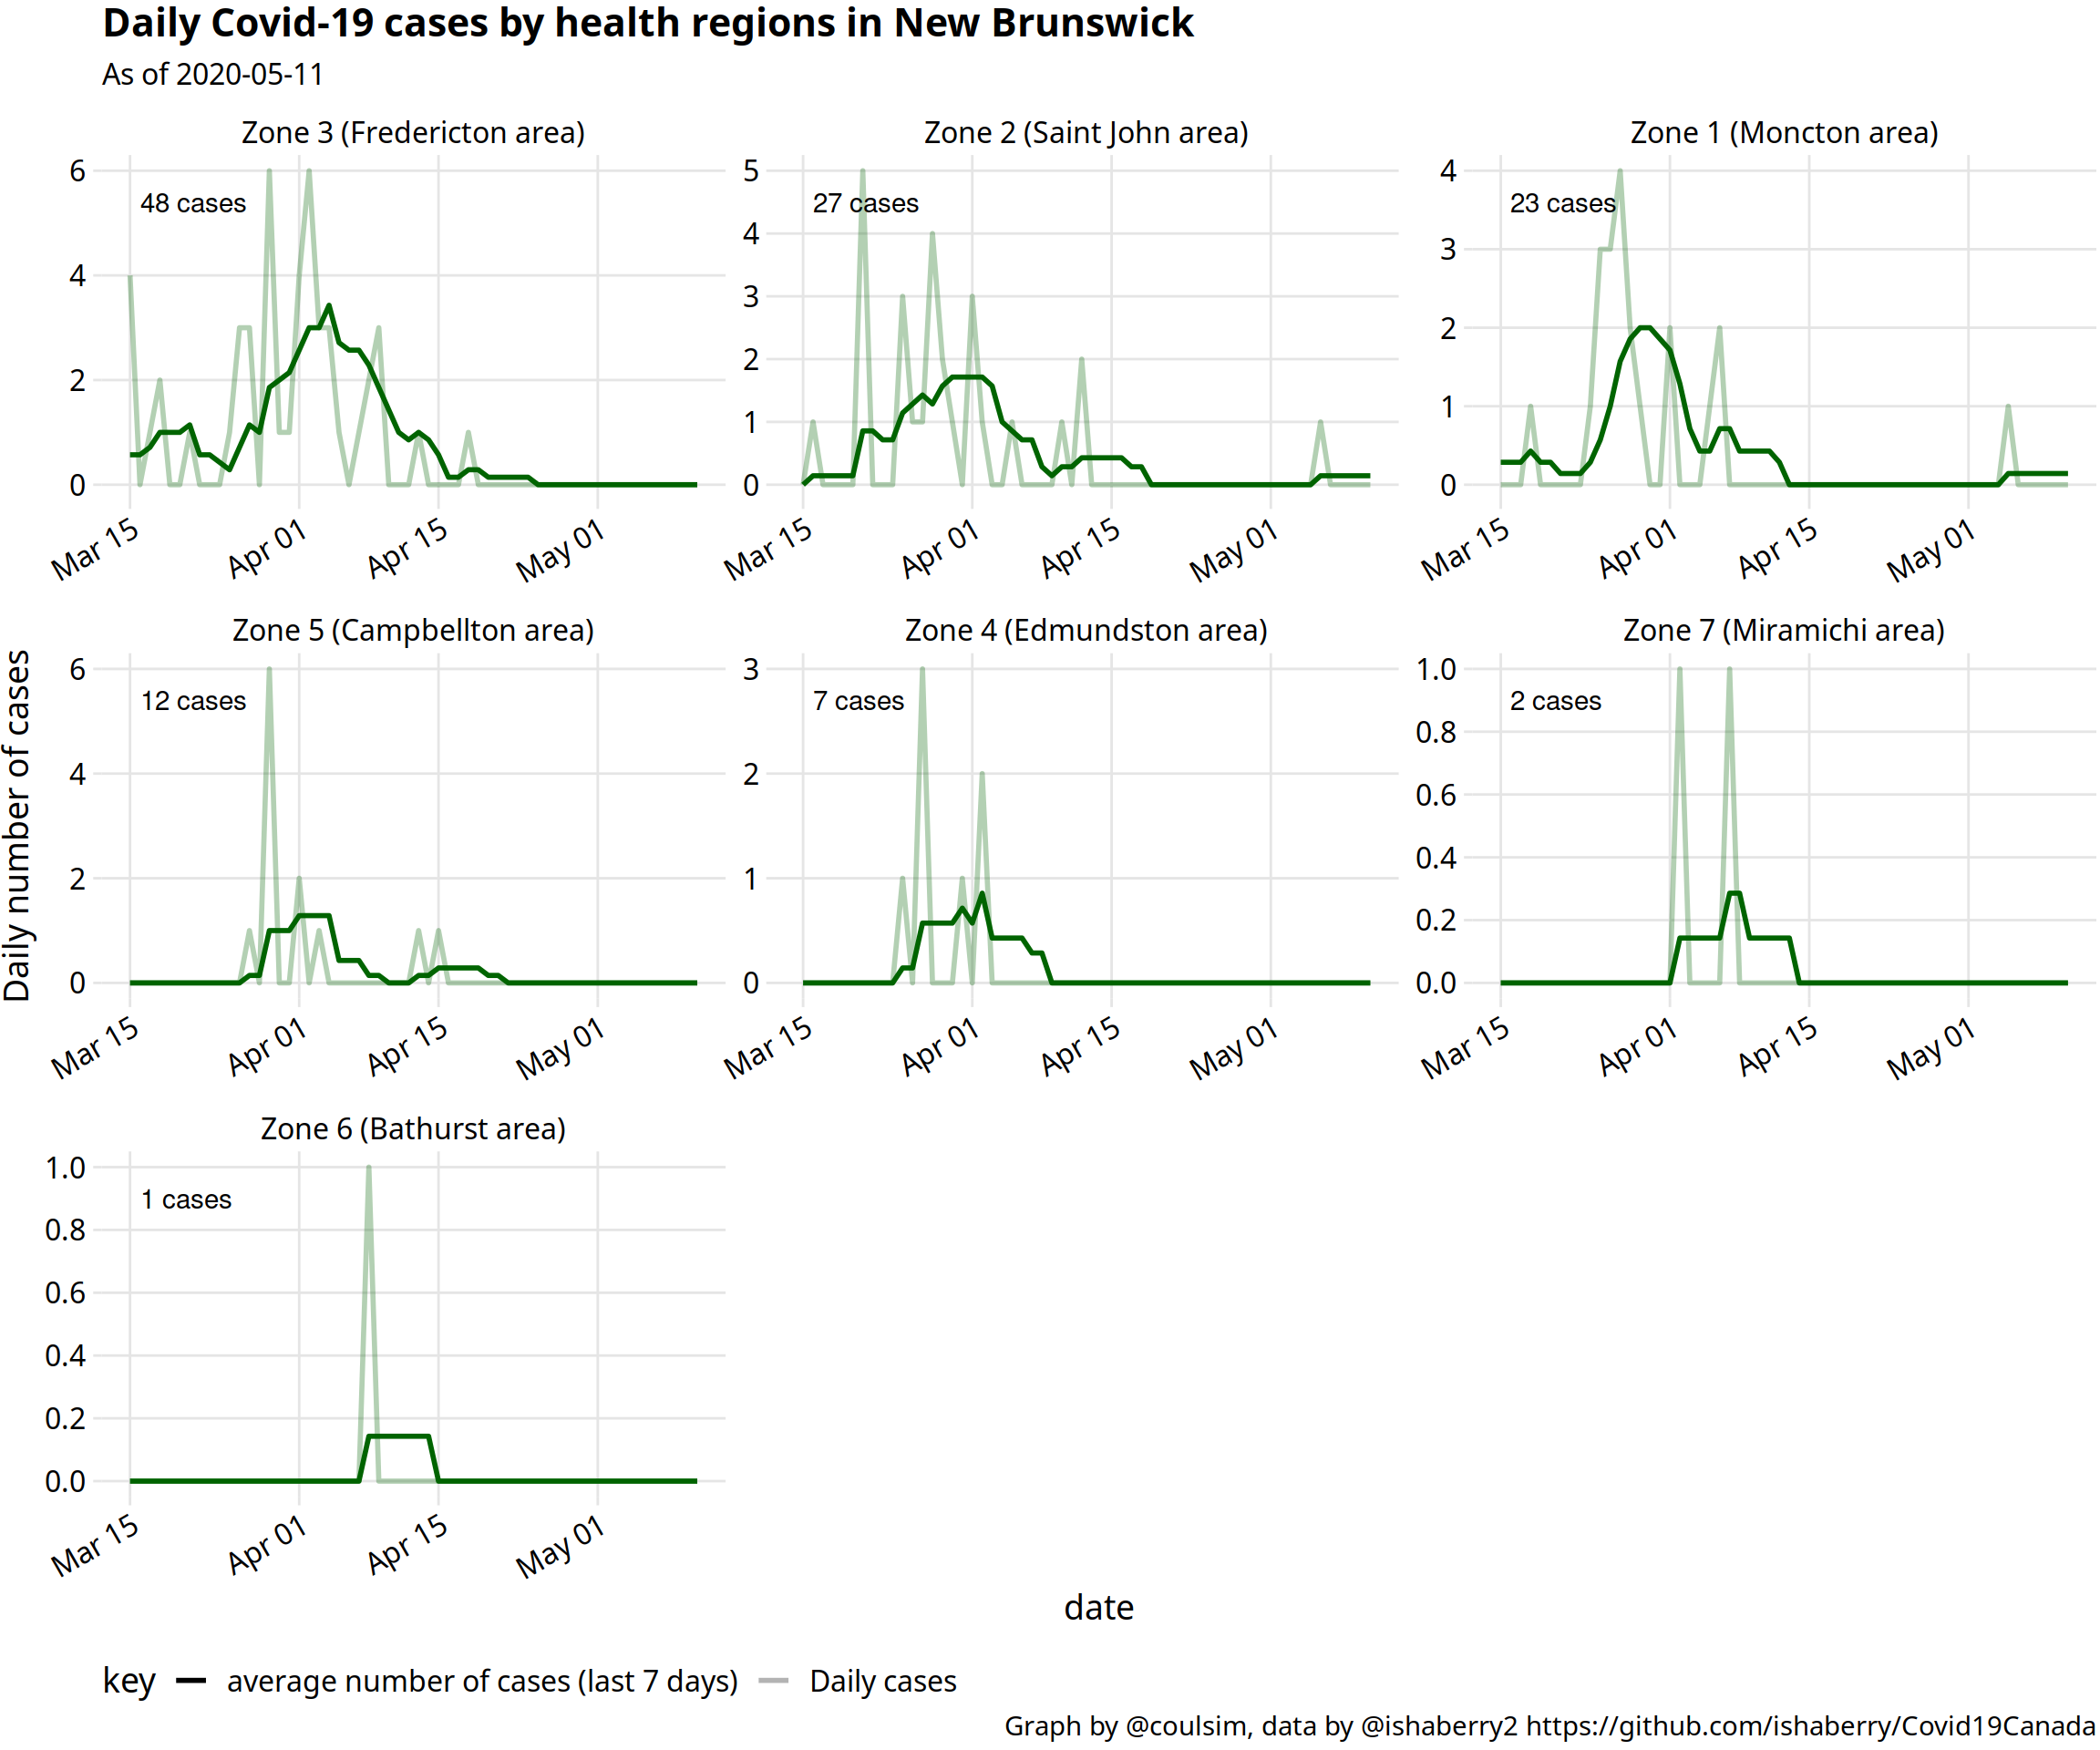 Daily Covid-19 cases by health regions in New Brunswick
As of 2020-05-11
Zone 3 (Fredericton area)
6
4
2
0
48 cases
Mar 15
Apr 01
Apr 15
May 01
Zone 2 (Saint John area)
5
4
3
2
1
0
27 cases
Mar 15
Apr 01
Apr 15
May 01
Zone 1 (Moncton area)
4
3
2
1
0
23 cases
Mar 15
Apr 01
Apr 15
May 01
Daily number of cases
Zone 5 (Campbellton area)
6
4
2
0
12 cases
Mar 15
Apr 01
Apr 15
May 01
Zone 4 (Edmundston area)
3
2
1
0
7 cases
Mar 15
Apr 01
Apr 15
May 01
Zone 7 (Miramichi area)
1.0
0.8
0.6
0.4
0.2
0.0
2 cases
Mar 15
Apr 01
Apr 15
May 01
Zone 6 (Bathurst area)
1.0
0.8
0.6
0.4
0.2
0.0
1 cases
Mar 15
Apr 01
Apr 15
May 01
date
key average number of cases (last 7 days) Daily cases
Graph by @coulsim, data by @ishaberry2 https://github.com/ishaberry/Covid19Canada